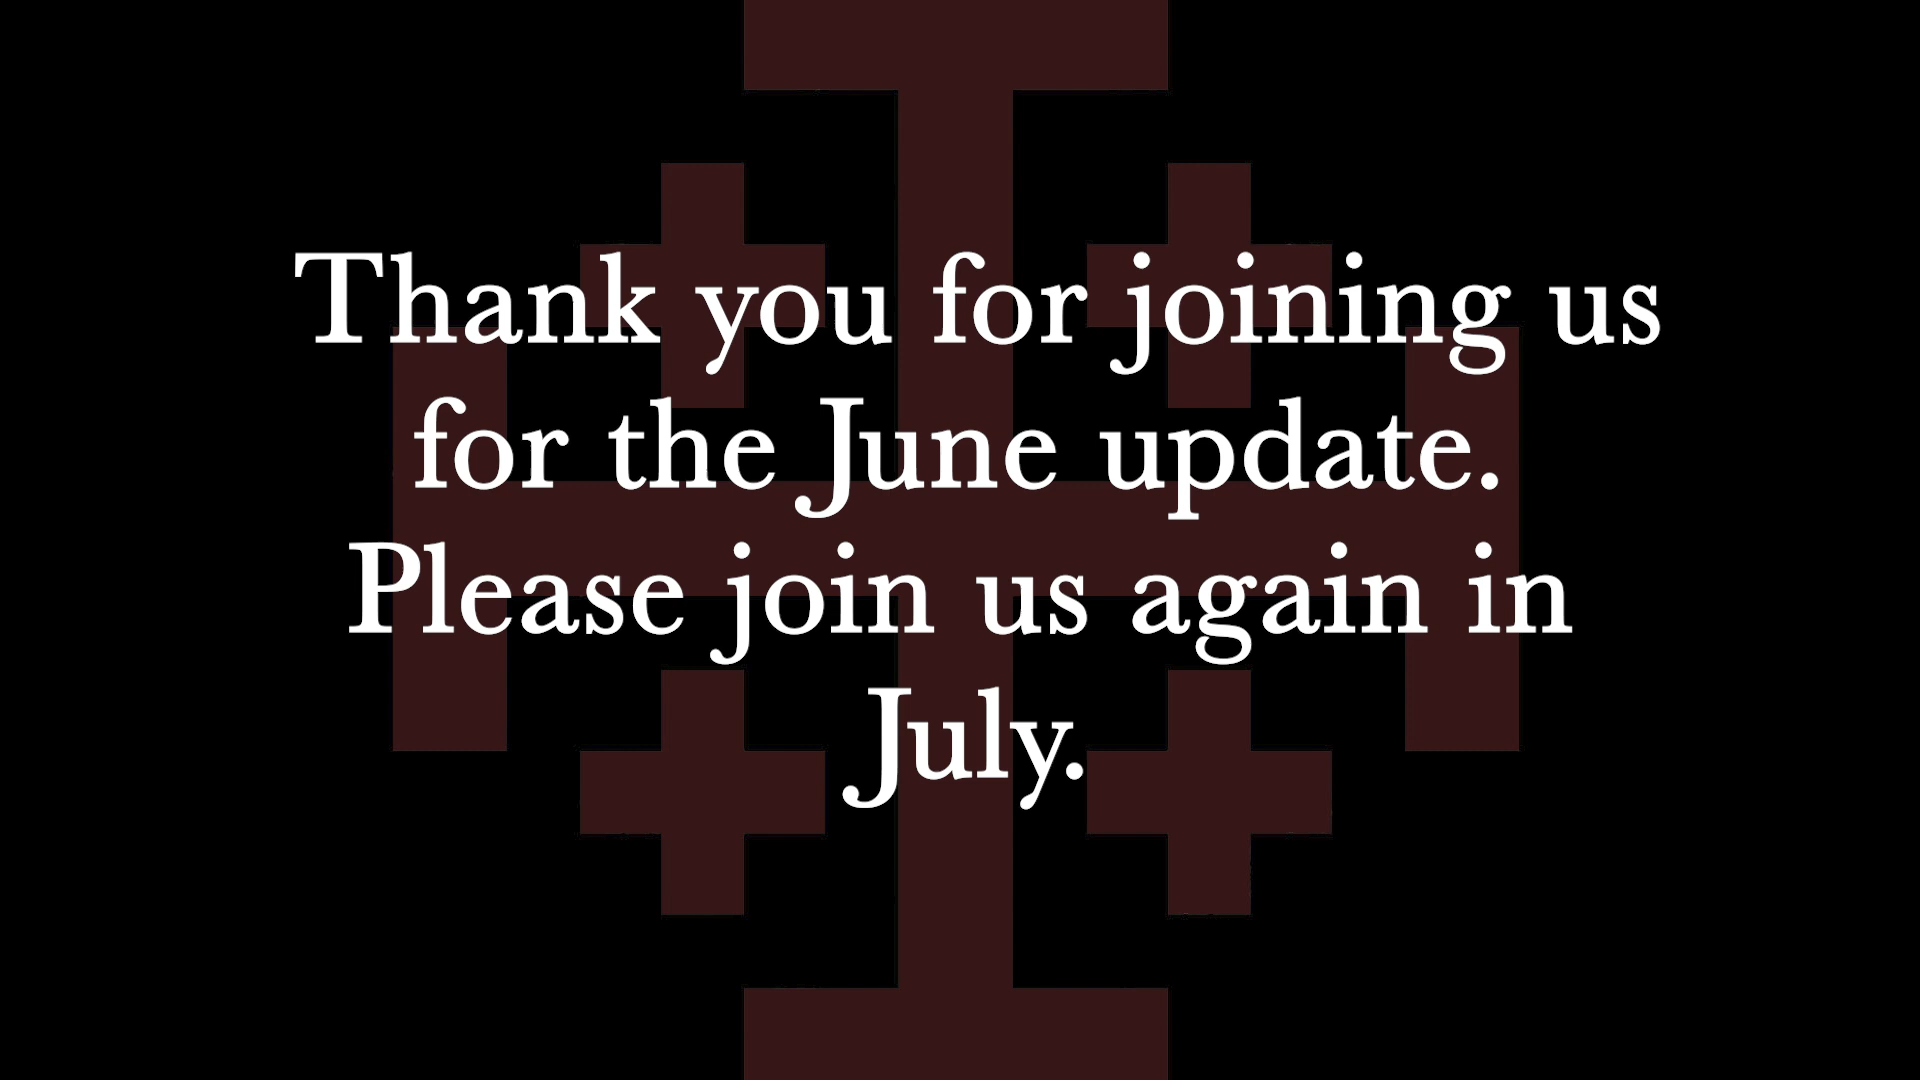 Thank you for joining us
for the June update.
Please join us again in
July.